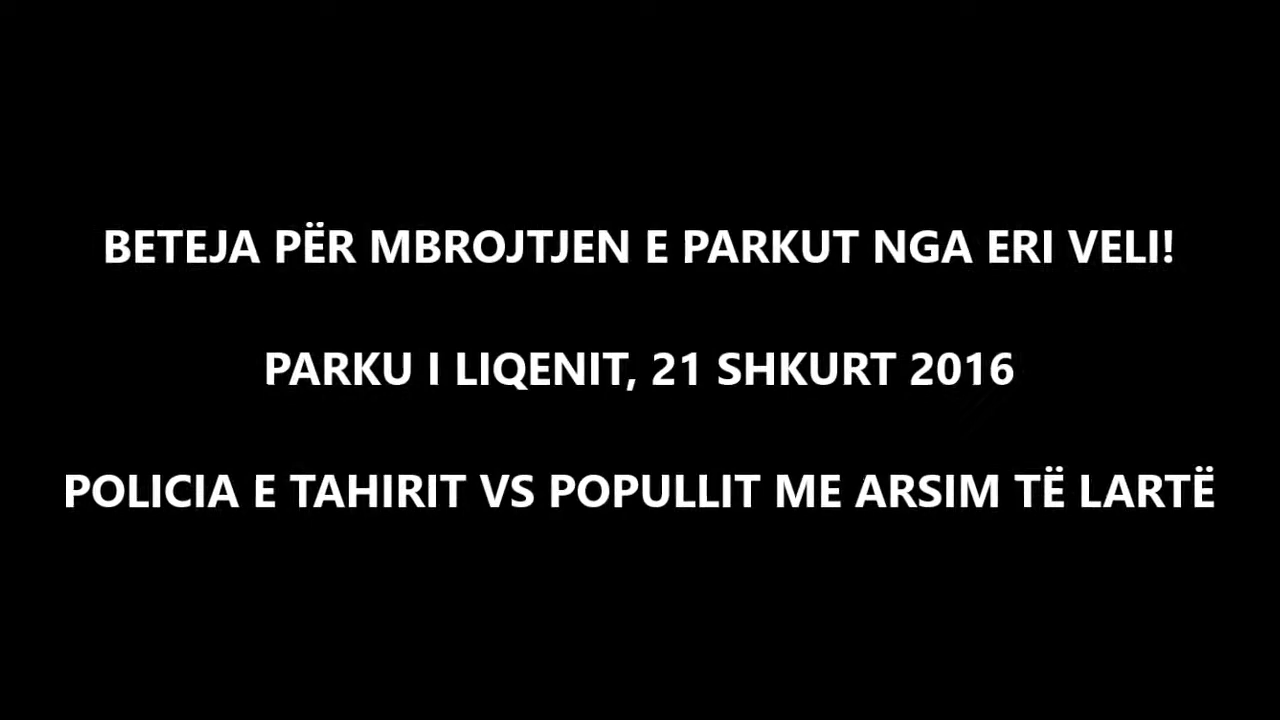 BETEJA PËR MBROJTJEN E PARKUT NGA ERI VELI!
PARKU I LIQENIT, 21 SHKURT 2016
POLICIA E TAHIRIT VS POPULLIT ME ARSIM TË LARTË